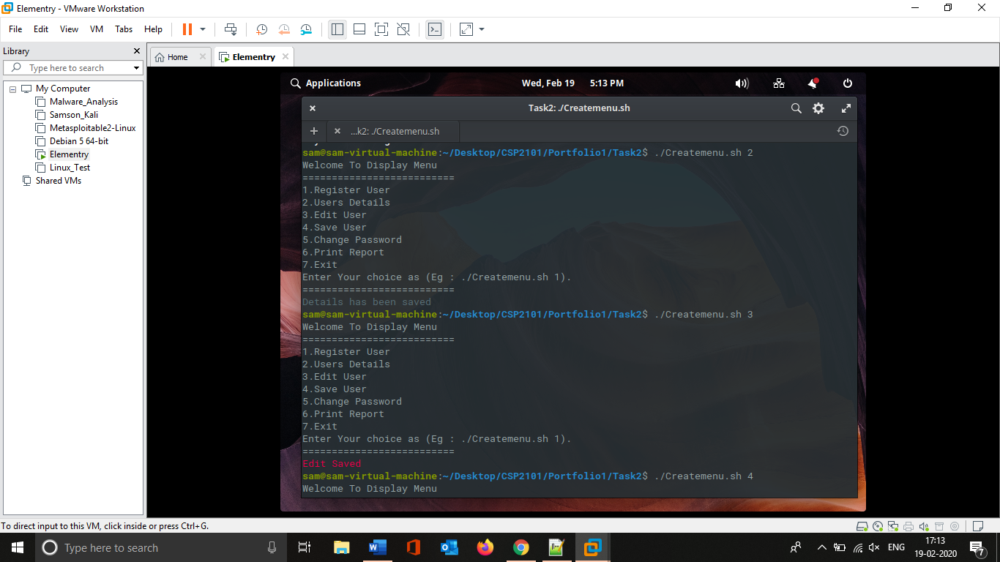 Elementry - VMware Workstation
File Edit View VM Tabs Help
Library
Type here to search
My Computer
Malware_Analysis
Samson_Kali
Metasploitable2-Linux
Debian 5 64-bit
Elementry
Linux_Test
Shared VMs
Home
Elementry
Applications
Wed, Feb 19 5:13 PM
Task2: ./Createmenu.sh
...k2: ./Createmenu.sh
sam@sam-virtual-machine:~/Desktop/CSP2101/Portfolio1/Task2$ ./Createmenu.sh 2
Welcome To Display Menu
==========================
1.Register User
2.Users Details
3.Edit User
4.Save User
5.Change Password
6.Print Report
7.Exit
Enter Your choice as (Eg : ./Createmenu.sh 1).
==========================
Details has been saved
sam@sam-virtual-machine:~/Desktop/CSP2101/Portfolio1/Task2$ ./Createmenu.sh 3
Welcome To Display Menu
==========================
1.Register User
2.Users Details
3.Edit User
4.Save User
5.Change Password
6.Print Report
7.Exit
Enter Your choice as (Eg : ./Createmenu.sh 1).
==========================
Edit Saved
sam@sam-virtual-machine:~/Desktop/CSP2101/Portfolio1/Task2$ ./Createmenu.sh 4
Welcome To Display Menu
To direct input to this VM, click inside or press Ctrl+G.
Type here to search
ENG
17:13
19-02-2020
7